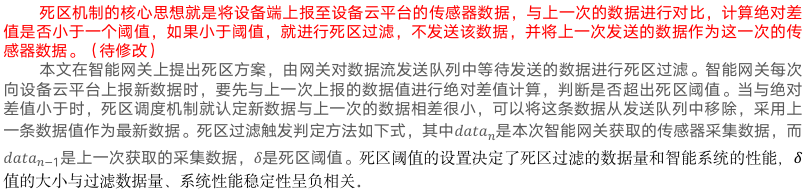 死区机制的核心思想就是将设备端上报至设备云平台的传感器数据，与上一次的数据进行对比，计算绝对差
值是否小于一个阈值，如果小于阈值，就进行死区过滤，不发送该数据，并将上一次发送的数据作为这一次的传
感器数据。（待修改）
本文在智能网关上提出死区方案，由网关对数据流发送队列中等待发送的数据进行死区过滤。智能网关每次
向设备云平台上报新数据时，要先与上一次上报的数据值进行绝对差值计算，判断是否超出死区阈值。当与绝对
差值小于时，死区调度机制就认定新数据与上一次的数据相差很小，可以将这条数据从发送队列中移除，采用上
一条数据值作为最新数据。死区过滤触发判定方法如下式，其中dataₙ是本次智能网关获取的传感器采集数据，而
dataₙ₋₁是上一次获取的采集数据，δ是死区阈值。死区阈值的设置决定了死区过滤的数据量和智能系统的性能，δ
值的大小与过滤数据量、系统性能稳定性呈负相关．